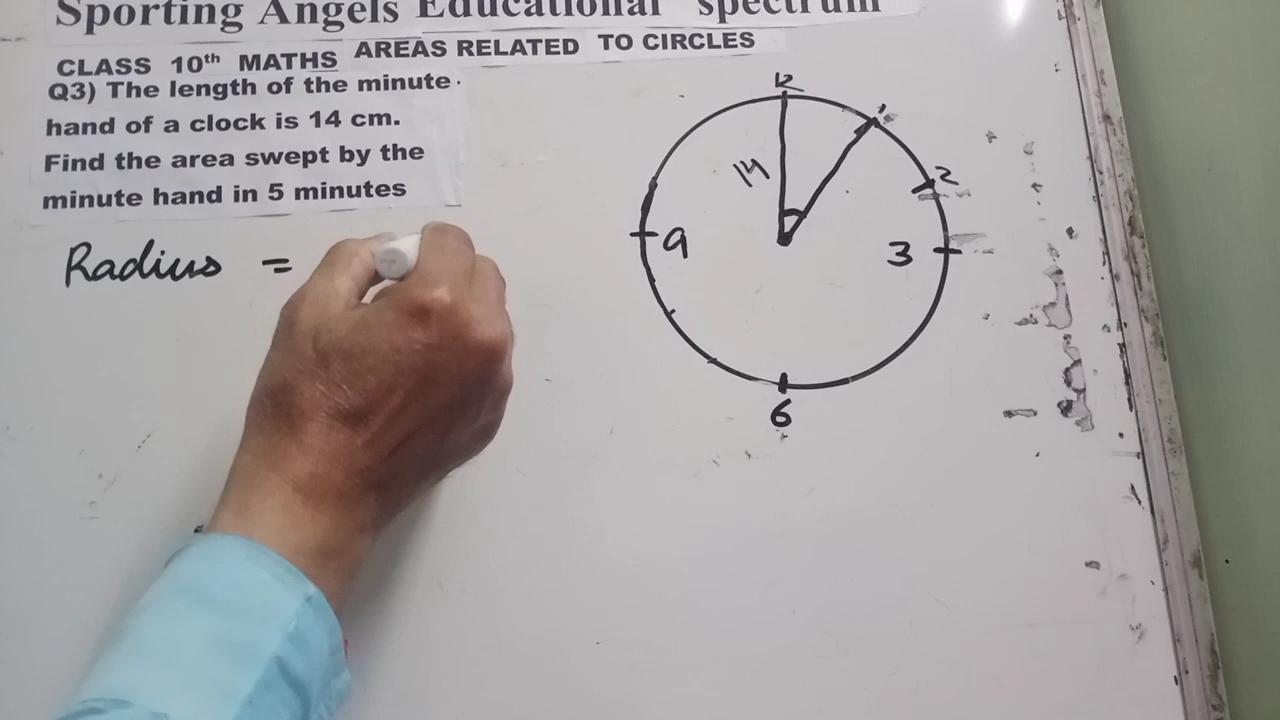 Sporting Angels Educational spectrum
CLASS 10th MATHS AREAS RELATED TO CIRCLES
Q3) The length of the minute
hand of a clock is 14 cm.
Find the area swept by the
minute hand in 5 minutes
Radius =
12
14
2
9
3
6